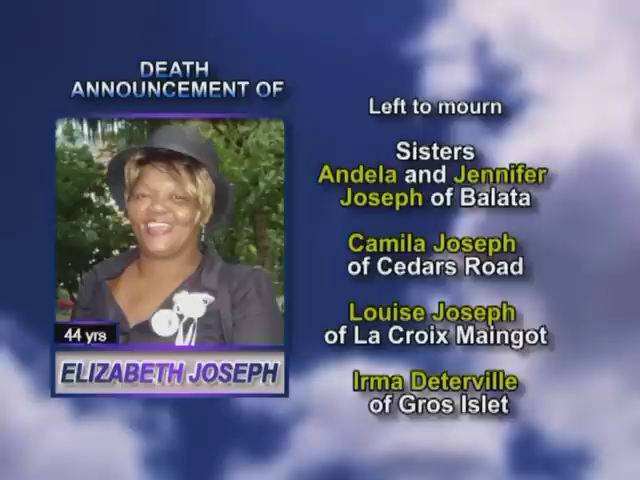 DEATH
ANNOUNCEMENT OF
44 yrs
ELIZABETH JOSEPH
Left to mourn
Sisters
Andela and Jennifer
Joseph of Balata
Camila Joseph
of Cedars Road
Louise Joseph
of La Croix Maingot
Irma Deterville
of Gros Islet